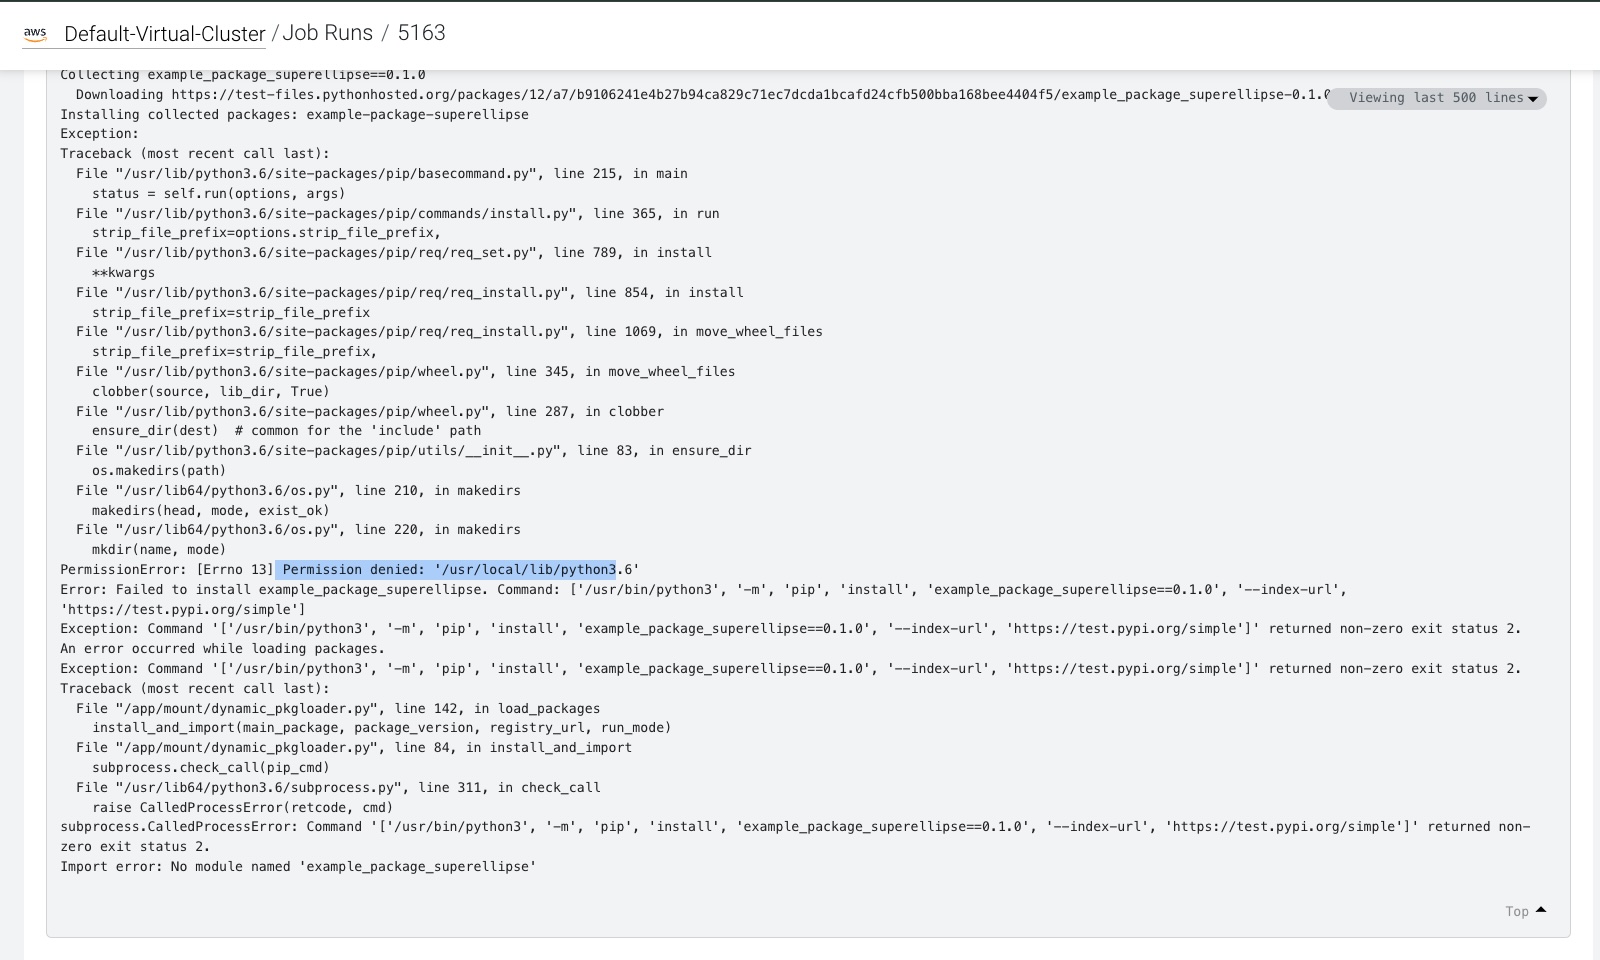 aws Default-Virtual-Cluster / Job Runs / 5163
Collecting example_package_superellipse==0.1.0
Downloading https://test-files.pythonhosted.org/packages/12/a7/b9106241e4b27b94ca829c71ec7dcda1bcafd24cfb500bba168bee4404f5/example_package_superellipse-0.1.0
Viewing last 500 lines
Installing collected packages: example-package-superellipse
Exception:
Traceback (most recent call last):
File "/usr/lib/python3.6/site-packages/pip/basecommand.py", line 215, in main
status = self.run(options, args)
File "/usr/lib/python3.6/site-packages/pip/commands/install.py", line 365, in run
strip_file_prefix=options.strip_file_prefix,
File "/usr/lib/python3.6/site-packages/pip/req/req_set.py", line 789, in install
**kwargs
File "/usr/lib/python3.6/site-packages/pip/req/req_install.py", line 854, in install
strip_file_prefix=strip_file_prefix
File "/usr/lib/python3.6/site-packages/pip/req/req_install.py", line 1069, in move_wheel_files
strip_file_prefix=strip_file_prefix,
File "/usr/lib/python3.6/site-packages/pip/wheel.py", line 345, in move_wheel_files
clobber(source, lib_dir, True)
File "/usr/lib/python3.6/site-packages/pip/wheel.py", line 287, in clobber
ensure_dir(dest)  # common for the 'include' path
File "/usr/lib/python3.6/site-packages/pip/utils/__init__.py", line 83, in ensure_dir
os.makedirs(path)
File "/usr/lib64/python3.6/os.py", line 210, in makedirs
makedirs(head, mode, exist_ok)
File "/usr/lib64/python3.6/os.py", line 220, in makedirs
mkdir(name, mode)
PermissionError: [Errno 13] Permission denied: '/usr/local/lib/python3.6'
Error: Failed to install example_package_superellipse. Command: ['/usr/bin/python3', '-m', 'pip', 'install', 'example_package_superellipse==0.1.0', '--index-url',
'https://test.pypi.org/simple']
Exception: Command '['/usr/bin/python3', '-m', 'pip', 'install', 'example_package_superellipse==0.1.0', '--index-url', 'https://test.pypi.org/simple']' returned non-zero exit status 2.
An error occurred while loading packages.
Exception: Command '['/usr/bin/python3', '-m', 'pip', 'install', 'example_package_superellipse==0.1.0', '--index-url', 'https://test.pypi.org/simple']' returned non-zero exit status 2.
Traceback (most recent call last):
File "/app/mount/dynamic_pkgloader.py", line 142, in load_packages
install_and_import(main_package, package_version, registry_url, run_mode)
File "/app/mount/dynamic_pkgloader.py", line 84, in install_and_import
subprocess.check_call(pip_cmd)
File "/usr/lib64/python3.6/subprocess.py", line 311, in check_call
raise CalledProcessError(retcode, cmd)
subprocess.CalledProcessError: Command '['/usr/bin/python3', '-m', 'pip', 'install', 'example_package_superellipse==0.1.0', '--index-url', 'https://test.pypi.org/simple']' returned non-
zero exit status 2.
Import error: No module named 'example_package_superellipse'
Top